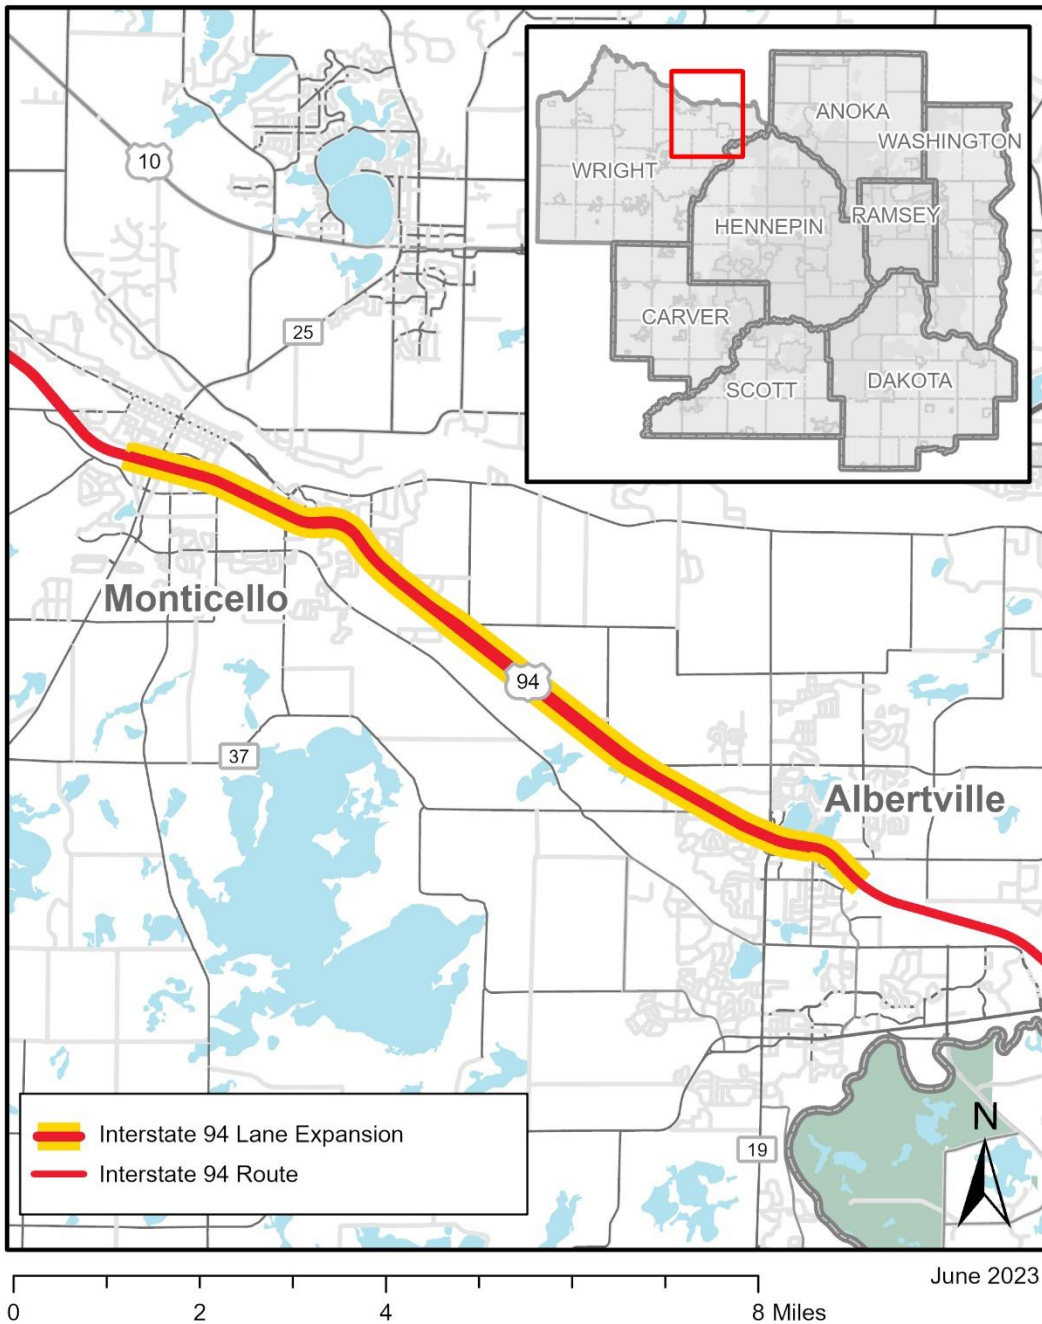 ANOKA
WASHINGTON
WRIGHT
HENNEPIN
RAMSEY
CARVER
SCOTT
DAKOTA
10
25
Monticello
94
37
Albertville
19
N
Interstate 94 Lane Expansion
Interstate 94 Route
June 2023
0 2 4 8 Miles